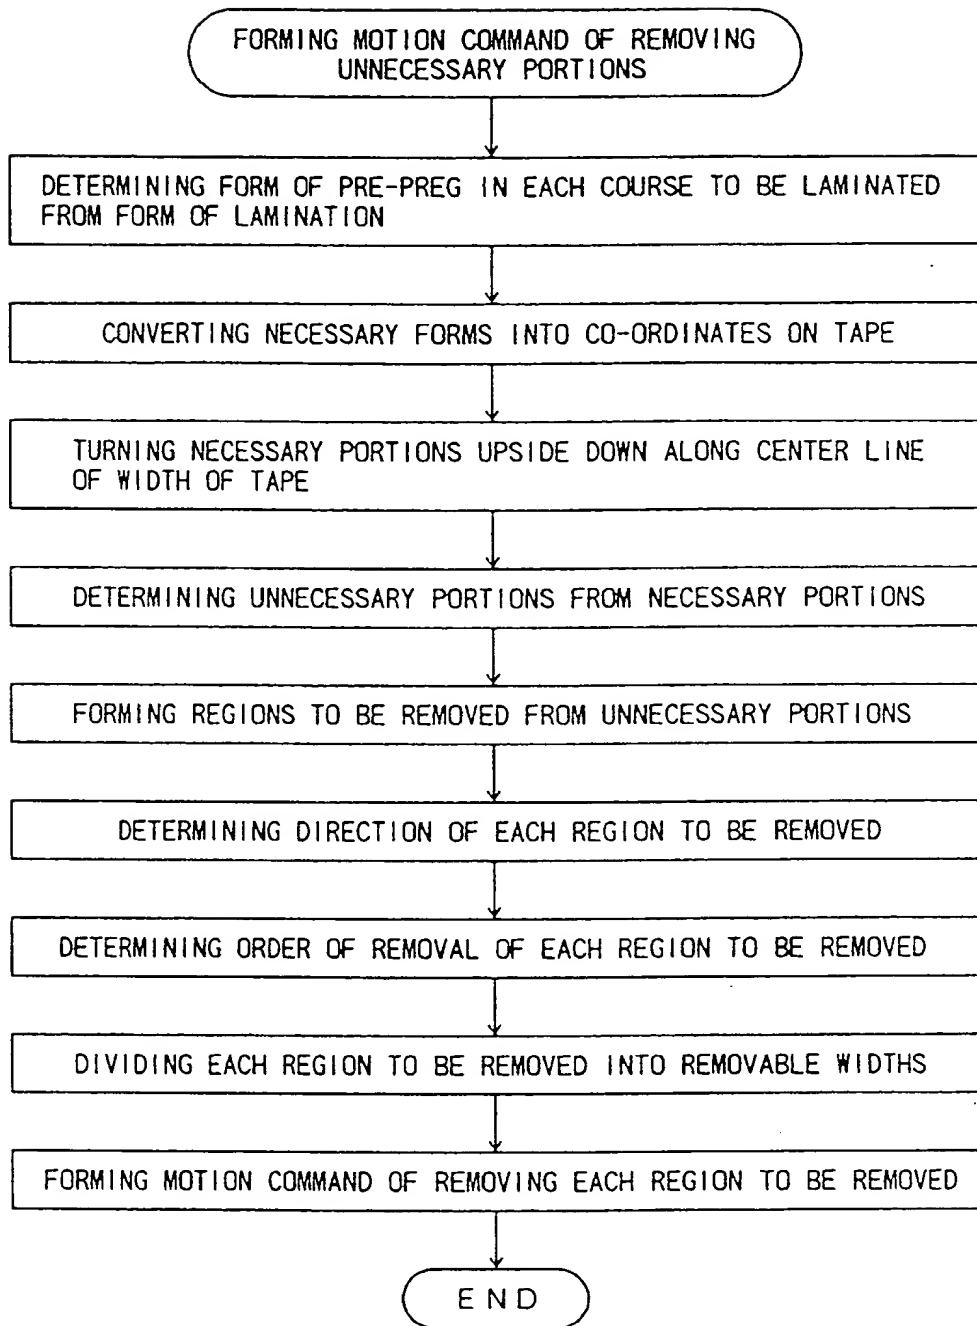 FORMING MOTION COMMAND OF REMOVING
UNNECESSARY PORTIONS
DETERMINING FORM OF PRE-PREG IN EACH COURSE TO BE LAMINATED
FROM FORM OF LAMINATION
CONVERTING NECESSARY FORMS INTO CO-ORDINATES ON TAPE
TURNING NECESSARY PORTIONS UPSIDE DOWN ALONG CENTER LINE
OF WIDTH OF TAPE
DETERMINING UNNECESSARY PORTIONS FROM NECESSARY PORTIONS
FORMING REGIONS TO BE REMOVED FROM UNNECESSARY PORTIONS
DETERMINING DIRECTION OF EACH REGION TO BE REMOVED
DETERMINING ORDER OF REMOVAL OF EACH REGION TO BE REMOVED
DIVIDING EACH REGION TO BE REMOVED INTO REMOVABLE WIDTHS
FORMING MOTION COMMAND OF REMOVING EACH REGION TO BE REMOVED
END